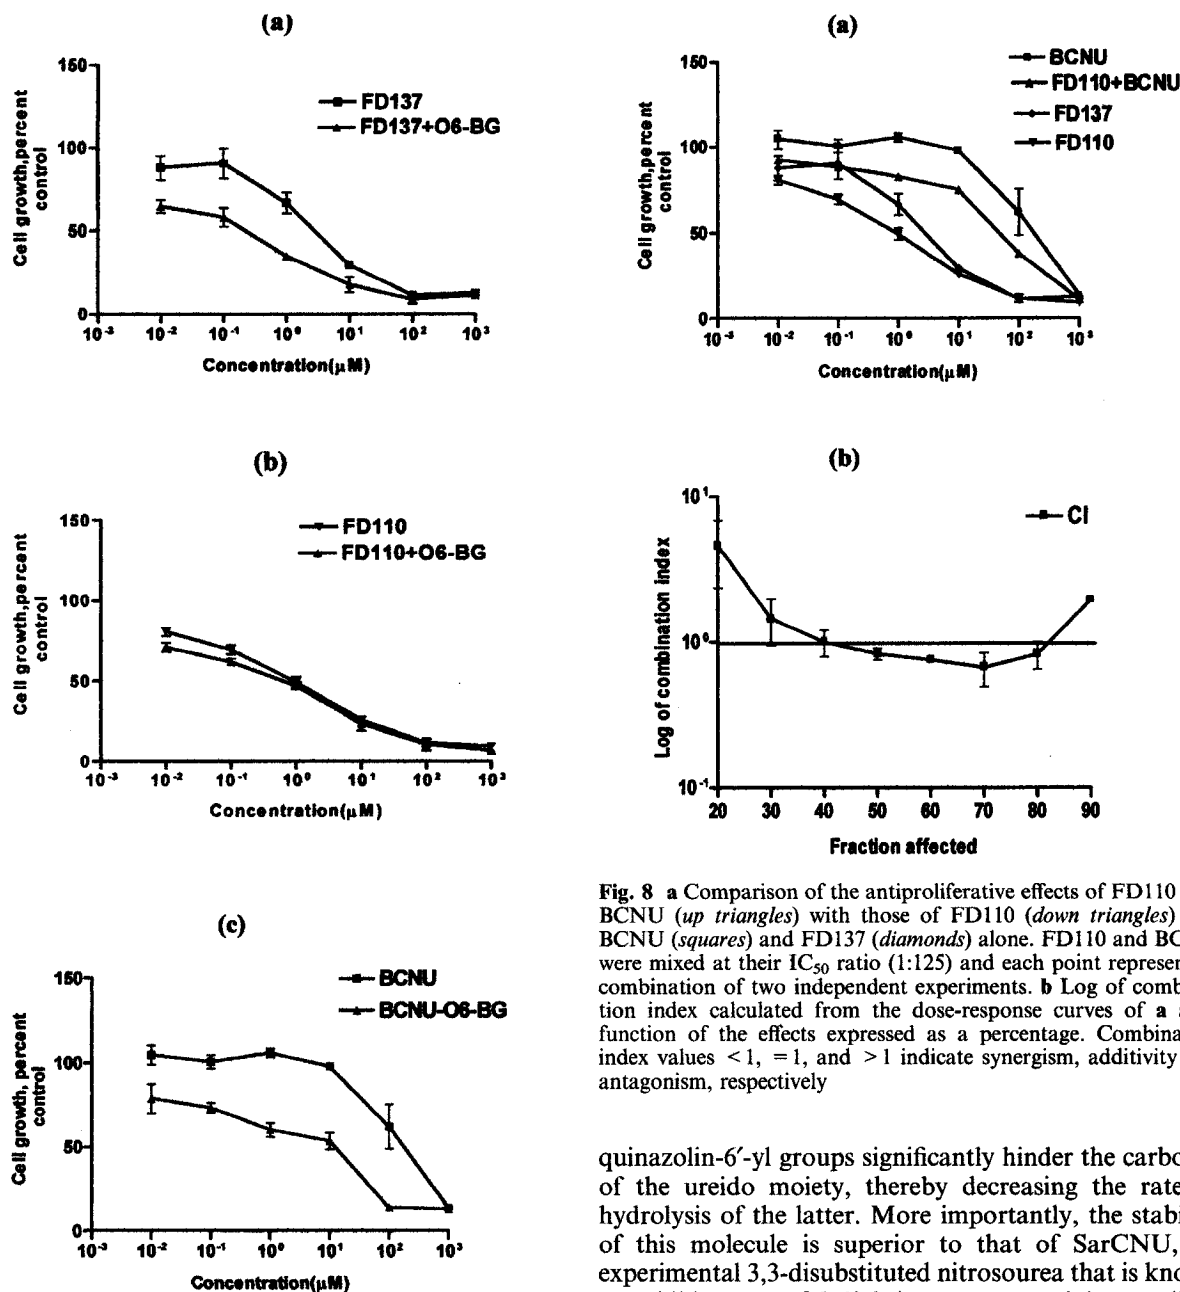 (a)
150
100
50
0
Cell growth, percent
control
FD137
FD137+O6-BG
10⁻³ 10⁻² 10⁻¹ 10⁰ 10¹ 10² 10³
Concentration(μM)
(b)
150
100
50
0
Cell growth, percent
control
FD110
FD110+O6-BG
10⁻³ 10⁻² 10⁻¹ 10⁰ 10¹ 10² 10³
Concentration(μM)
(c)
150
100
50
0
Cell growth, percent
control
BCNU
BCNU-O6-BG
10⁻³ 10⁻² 10⁻¹ 10⁰ 10¹ 10² 10³
Concentration(μM)
(a)
150
100
50
0
Cell growth, percent
control
BCNU
FD110+BCNU
FD137
FD110
10⁻³ 10⁻² 10⁻¹ 10⁰ 10¹ 10² 10³
Concentration(μM)
(b)
10¹
10⁰
10⁻¹
Log of combination index
CI
20 30 40 50 60 70 80 90
Fraction affected
Fig. 8 a Comparison of the antiproliferative effects of FD110
BCNU (up triangles) with those of FD110 (down triangles)
BCNU (squares) and FD137 (diamonds) alone. FD110 and BC
were mixed at their IC₅₀ ratio (1:125) and each point represen
combination of two independent experiments. b Log of comb
tion index calculated from the dose-response curves of a
function of the effects expressed as a percentage. Combina
index values <1, =1, and >1 indicate synergism, additivity
antagonism, respectively
quinazolin-6′-yl groups significantly hinder the carbo
of the ureido moiety, thereby decreasing the rate
hydrolysis of the latter. More importantly, the stabi
of this molecule is superior to that of SarCNU,
experimental 3,3-disubstituted nitrosourea that is kno